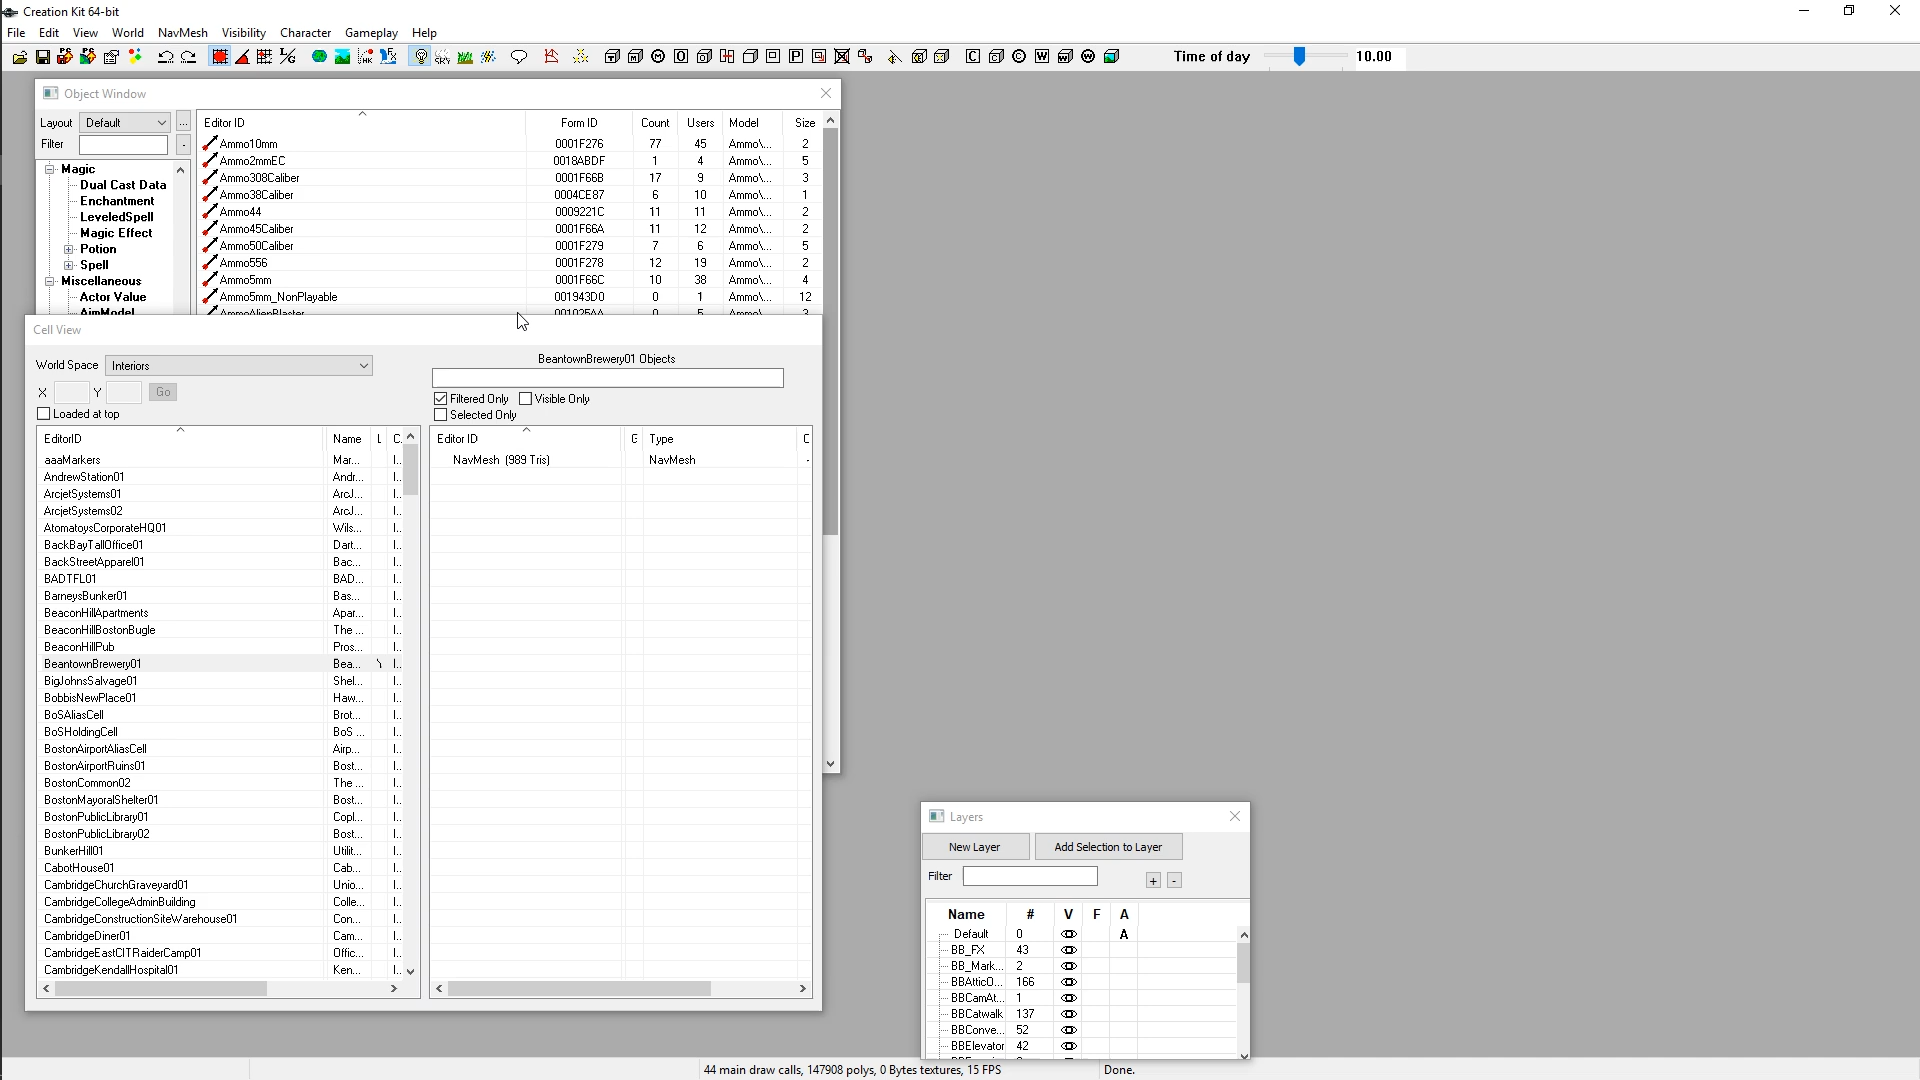 Creation Kit 64-bit
File Edit View World NavMesh Visibility Character Gameplay Help
Time of day 10.00
Object Window
Layout Default ...
Filter -
Magic
Dual Cast Data
Enchantment
LeveledSpell
Magic Effect
Potion
Spell
Miscellaneous
Actor Value
AimModel
Editor ID Form ID Count Users Model Size
Ammo10mm 0001F276 77 45 Ammo\... 2
Ammo2mmEC 0018ABDF 1 4 Ammo\... 5
Ammo308Caliber 0001F66B 17 9 Ammo\... 3
Ammo38Caliber 0004CE87 6 10 Ammo\... 1
Ammo44 0009221C 11 11 Ammo\... 2
Ammo45Caliber 0001F66A 11 12 Ammo\... 2
Ammo50Caliber 0001F279 7 6 Ammo\... 5
Ammo556 0001F278 12 19 Ammo\... 2
Ammo5mm 0001F66C 10 38 Ammo\... 4
Ammo5mm_NonPlayable 001943D0 0 1 Ammo\... 12
AmmoAlienBlaster 001025AA 0 5 Ammo\... 3
Cell View
World Space Interiors
X Y Go
Loaded at top
BeantownBrewery01 Objects
Filtered Only Visible Only
Selected Only
EditorID Name L C.
aaaMarkers Mar... I..
AndrewStation01 Andr... I..
ArcjetSystems01 ArcJ... I..
ArcjetSystems02 ArcJ... I..
AtomatoysCorporateHQ01 Wils... I..
BackBayTallOffice01 Dart... I..
BackStreetApparel01 Bac... I..
BADTFL01 BAD... I..
BarneysBunker01 Bas... I..
BeaconHillApartments Apar... I..
BeaconHillBostonBugle The ... I..
BeaconHillPub Pros... I..
BeantownBrewery01 Bea... I..
BigJohnsSalvage01 Shel... I..
BobbisNewPlace01 Haw... I..
BoSAliasCell Brot... I..
BoSHoldingCell BoS ... I..
BostonAirportAliasCell Airp... I..
BostonAirportRuins01 Bost... I..
BostonCommon02 The ... I..
BostonMayoralShelter01 Bost... I..
BostonPublicLibrary01 Copl... I..
BostonPublicLibrary02 Bost... I..
BunkerHill01 Utilit... I..
CabotHouse01 Cab... I..
CambridgeChurchGraveyard01 Unio... I..
CambridgeCollegeAdminBuilding Colle... I..
CambridgeConstructionSiteWarehouse01 Con... I..
CambridgeDiner01 Cam... I..
CambridgeEastCITRaiderCamp01 Offic... I..
CambridgeKendallHospital01 Ken... I..
Editor ID Type
NavMesh (989 Tris) NavMesh -
Layers
New Layer Add Selection to Layer
Filter + -
Name # V F A
Default 0 A
BB_FX 43
BB_Mark... 2
BBAtticO... 166
BBCamAt... 1
BBCatwalk 137
BBConve... 52
BBElevator 42
44 main draw calls, 147908 polys, 0 Bytes textures, 15 FPS
Done.